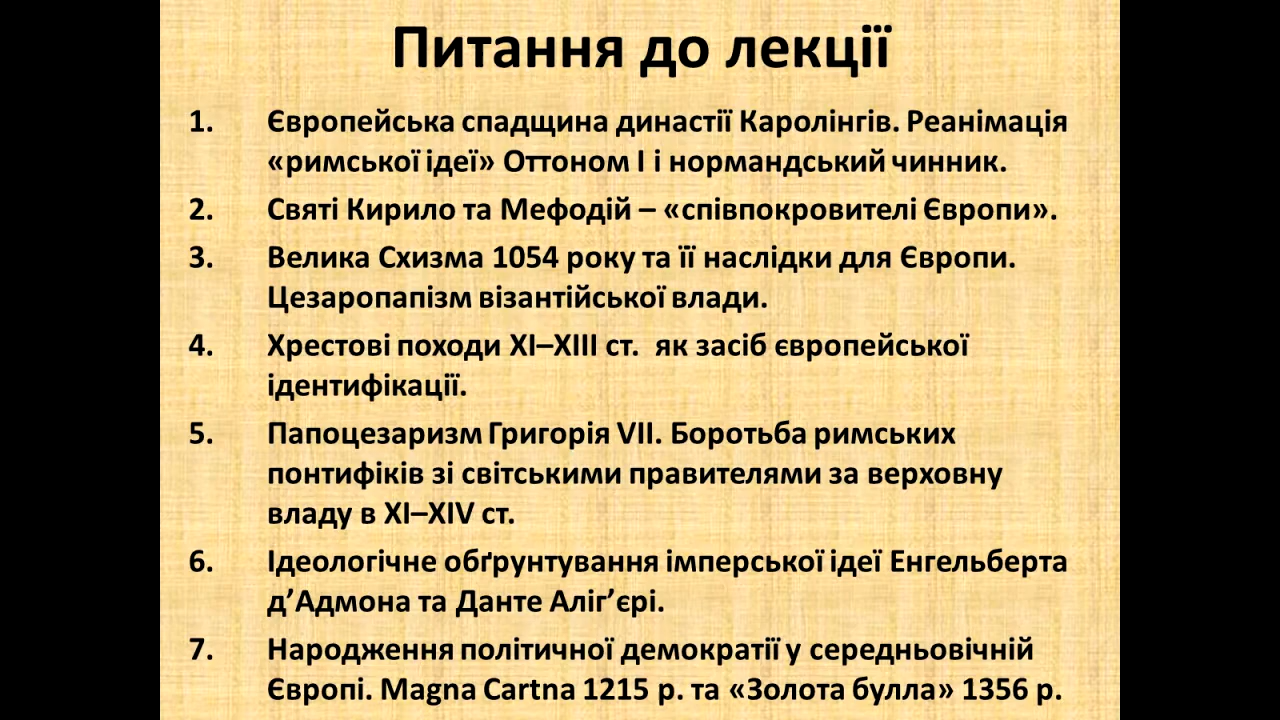 Питання до лекції
1. Європейська спадщина династії Каролінгів. Реанімація
«римської ідеї» Оттоном І і нормандський чинник.
2. Святі Кирило та Мефодій – «співпокровителі Європи».
3. Велика Схизма 1054 року та її наслідки для Європи.
Цезаропапізм візантійської влади.
4. Хрестові походи ХІ–ХІІІ ст. як засіб європейської
ідентифікації.
5. Папоцезаризм Григорія VII. Боротьба римських
понтифіків зі світськими правителями за верховну
владу в ХІ–ХІV ст.
6. Ідеологічне обґрунтування імперської ідеї Енгельберта
д’Адмона та Данте Аліг’єрі.
7. Народження політичної демократії у середньовічній
Європі. Magna Cartna 1215 р. та «Золота булла» 1356 р.